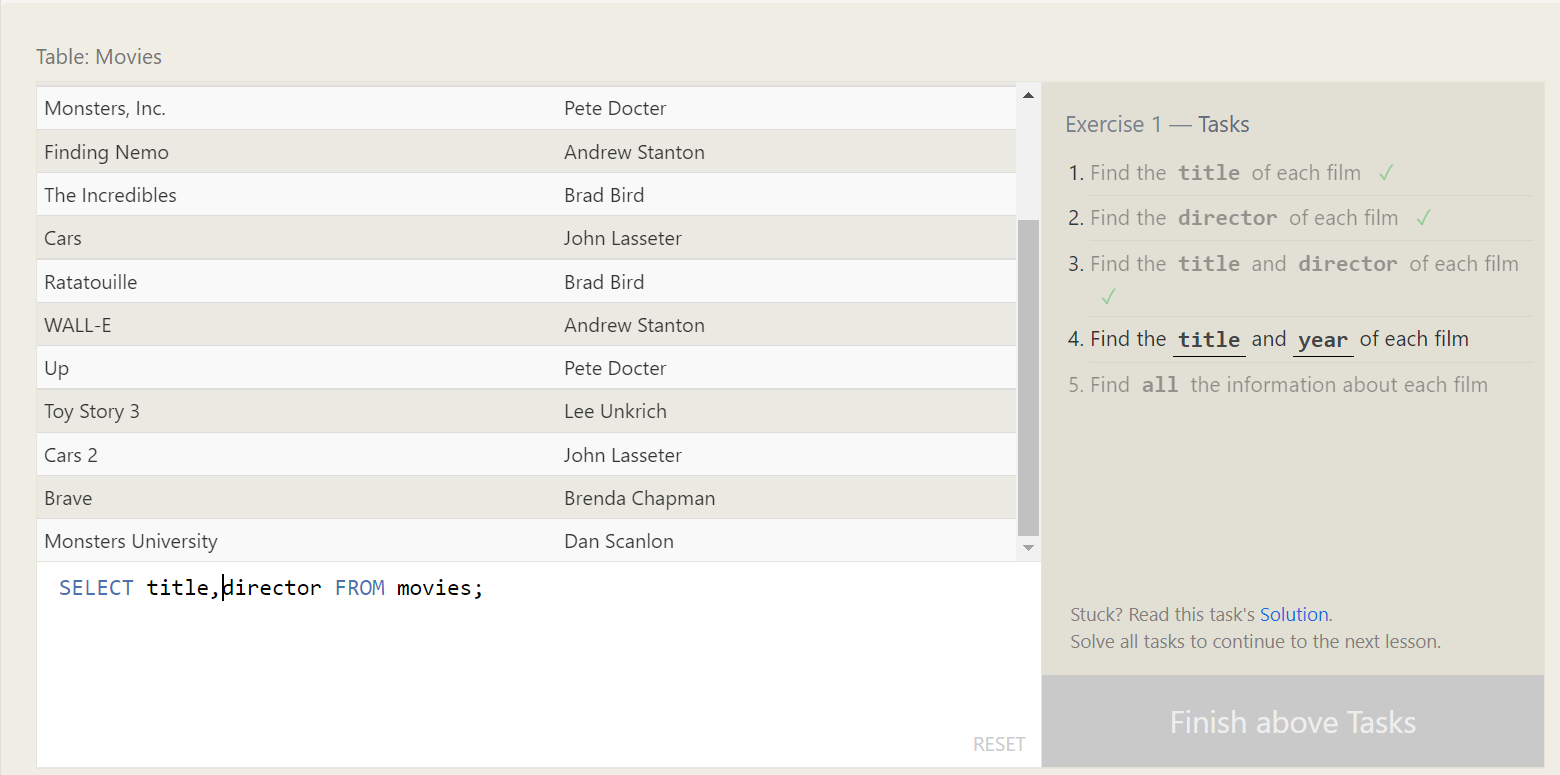 Table: Movies
Monsters, Inc. Pete Docter
Finding Nemo Andrew Stanton
The Incredibles Brad Bird
Cars John Lasseter
Ratatouille Brad Bird
WALL-E Andrew Stanton
Up Pete Docter
Toy Story 3 Lee Unkrich
Cars 2 John Lasseter
Brave Brenda Chapman
Monsters University Dan Scanlon
SELECT title,director FROM movies;
RESET
Exercise 1 — Tasks
1. Find the title of each film ✓
2. Find the director of each film ✓
3. Find the title and director of each film
✓
4. Find the title and year of each film
5. Find all the information about each film
Stuck? Read this task's Solution.
Solve all tasks to continue to the next lesson.
Finish above Tasks